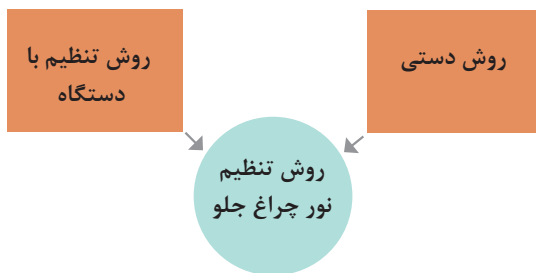 روش دستی
روش تنظیم با
دستگاه
روش تنظیم
نور چراغ جلو